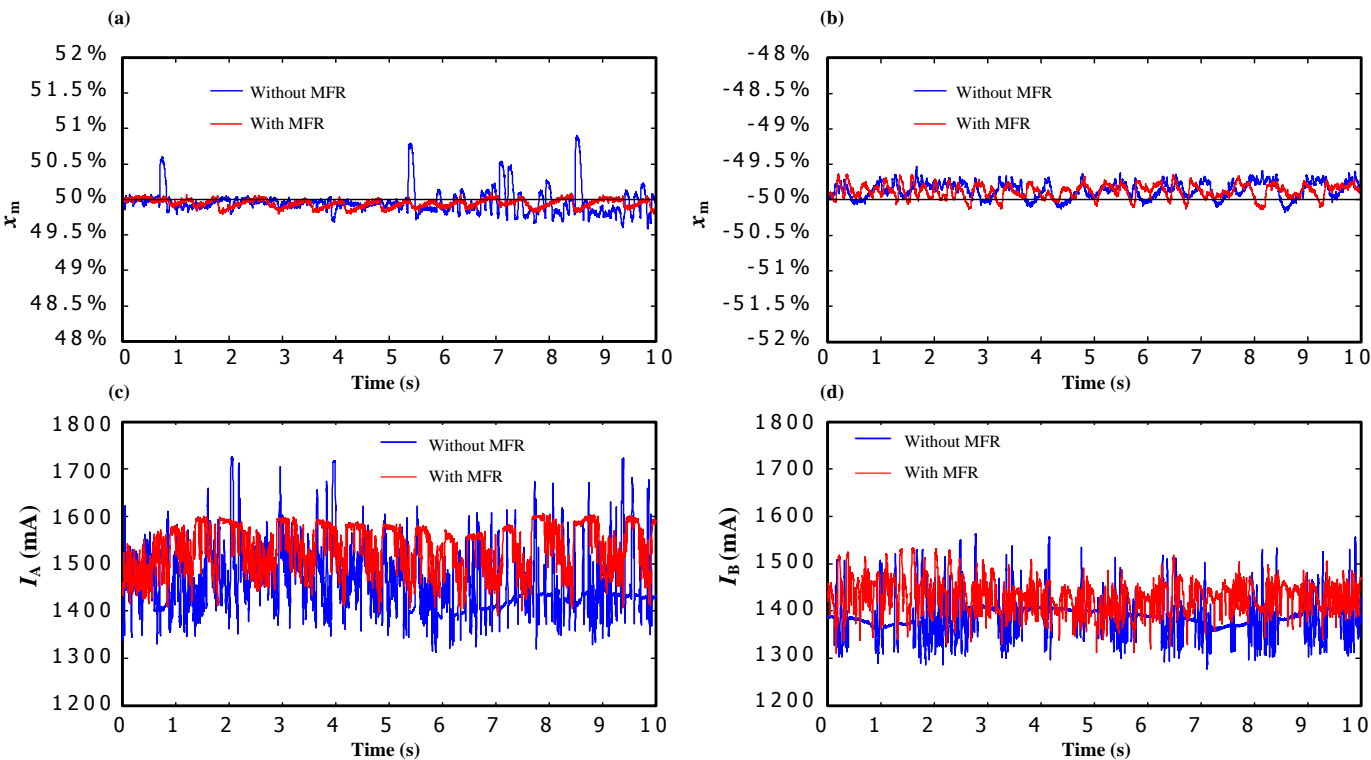 (a)
52%
51.5%
51%
50.5%
50%
49.5%
49%
48.5%
48%
xm
Without MFR
With MFR
0 1 2 3 4 5 6 7 8 9 10
Time (s)
(b)
-48%
-48.5%
-49%
-49.5%
-50%
-50.5%
-51%
-51.5%
-52%
xm
Without MFR
With MFR
0 1 2 3 4 5 6 7 8 9 10
Time (s)
(c)
1800
1700
1600
1500
1400
1300
1200
IA (mA)
Without MFR
With MFR
0 1 2 3 4 5 6 7 8 9 10
Time (s)
(d)
1800
1700
1600
1500
1400
1300
1200
IB (mA)
Without MFR
With MFR
0 1 2 3 4 5 6 7 8 9 10
Time (s)